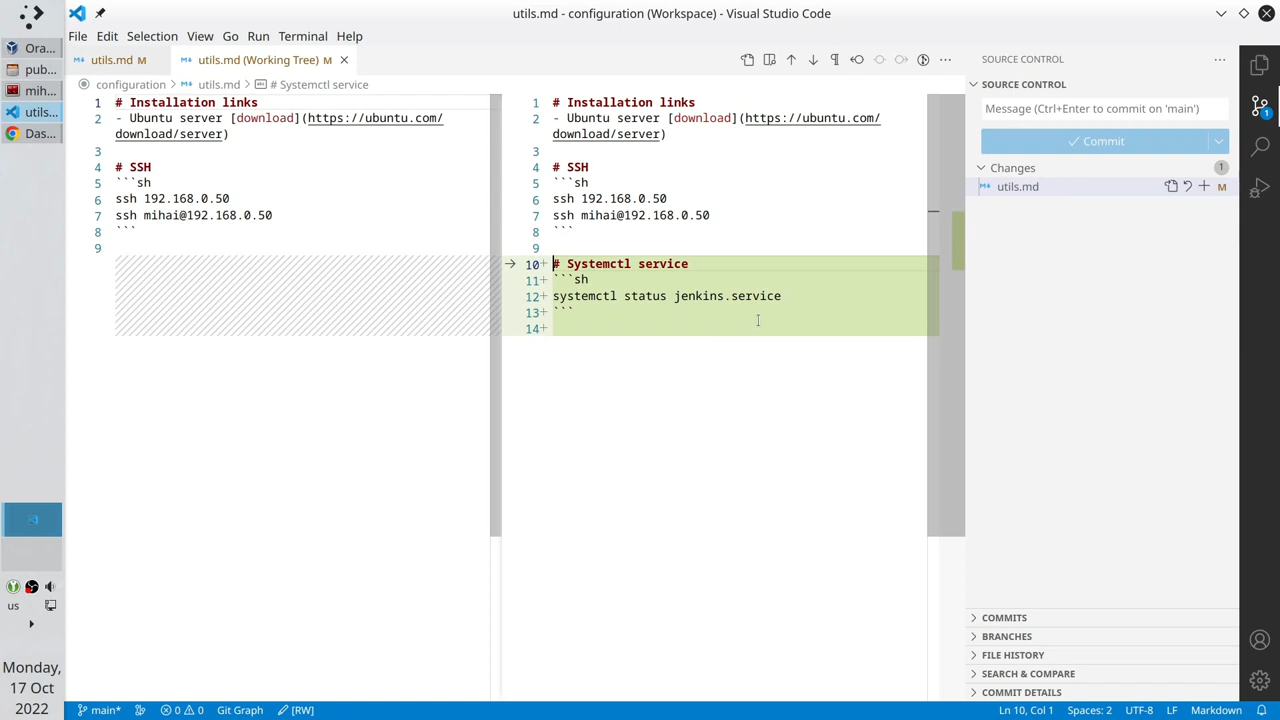 utils.md - configuration (Workspace) - Visual Studio Code
File Edit Selection View Go Run Terminal Help
Ora...
pub...
mih...
utils...
Das...
us
Monday,
17 Oct
2022
utils.md M
utils.md (Working Tree) M
configuration > utils.md > # Systemctl service
1 # Installation links
2 - Ubuntu server [download](https://ubuntu.com/
download/server)
3
4 # SSH
5 ```sh
6 ssh 192.168.0.50
7 ssh mihai@192.168.0.50
8 ```
9
1 # Installation links
2 - Ubuntu server [download](https://ubuntu.com/
download/server)
3
4 # SSH
5 ```sh
6 ssh 192.168.0.50
7 ssh mihai@192.168.0.50
8 ```
9
10+ # Systemctl service
11+ ```sh
12+ systemctl status jenkins.service
13+ ```
14+
SOURCE CONTROL
SOURCE CONTROL
Message (Ctrl+Enter to commit on 'main')
Commit
Changes 1
utils.md M
COMMITS
BRANCHES
FILE HISTORY
SEARCH & COMPARE
COMMIT DETAILS
1
main* 0 0 Git Graph [RW] Ln 10, Col 1 Spaces: 2 UTF-8 LF Markdown